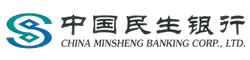 中国民生银行
CHINA MINSHENG BANKING CORP., LTD.